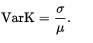 VarK = σ/μ.